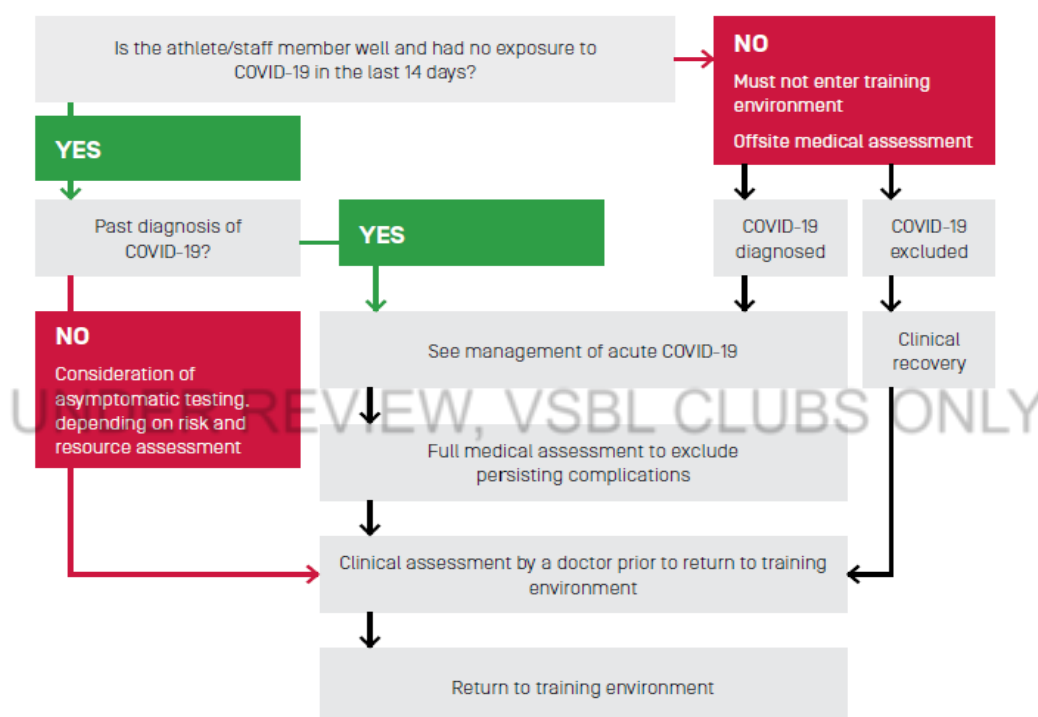 Is the athlete/staff member well and had no exposure to
COVID-19 in the last 14 days?
NO
Must not enter training
environment
Offsite medical assessment
YES
Past diagnosis of
COVID-19?
YES
COVID-19
diagnosed
COVID-19
excluded
NO
Consideration of
asymptomatic testing,
depending on risk and
resource assessment
See management of acute COVID-19
Clinical
recovery
UNDER REVIEW, VSBL CLUBS ONLY
Full medical assessment to exclude
persisting complications
Clinical assessment by a doctor prior to return to training
environment
Return to training environment